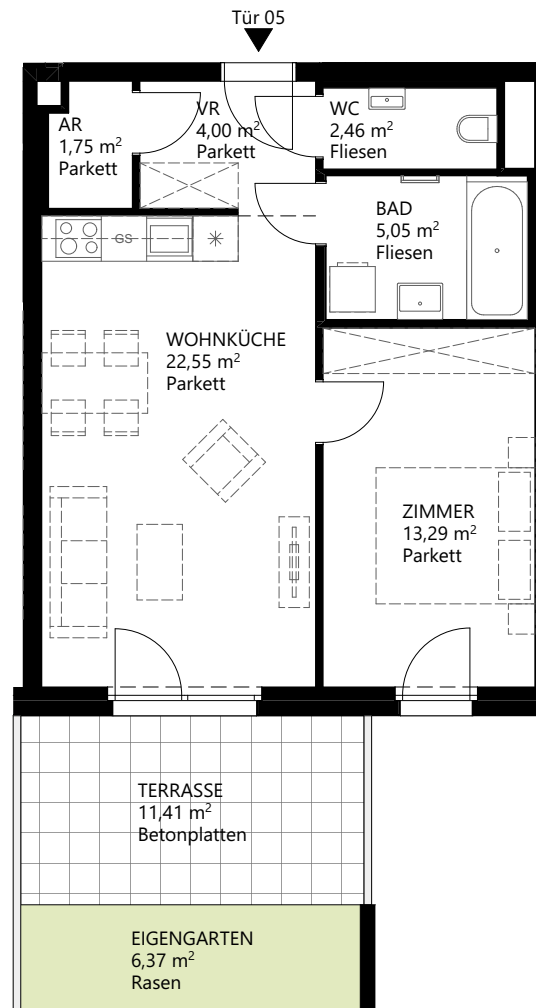 Tür 05
AR
1,75 m²
Parkett
VR
4,00 m²
Parkett
WC
2,46 m²
Fliesen
BAD
5,05 m²
Fliesen
GS
WOHNKÜCHE
22,55 m²
Parkett
ZIMMER
13,29 m²
Parkett
TERRASSE
11,41 m²
Betonplatten
EIGENGARTEN
6,37 m²
Rasen